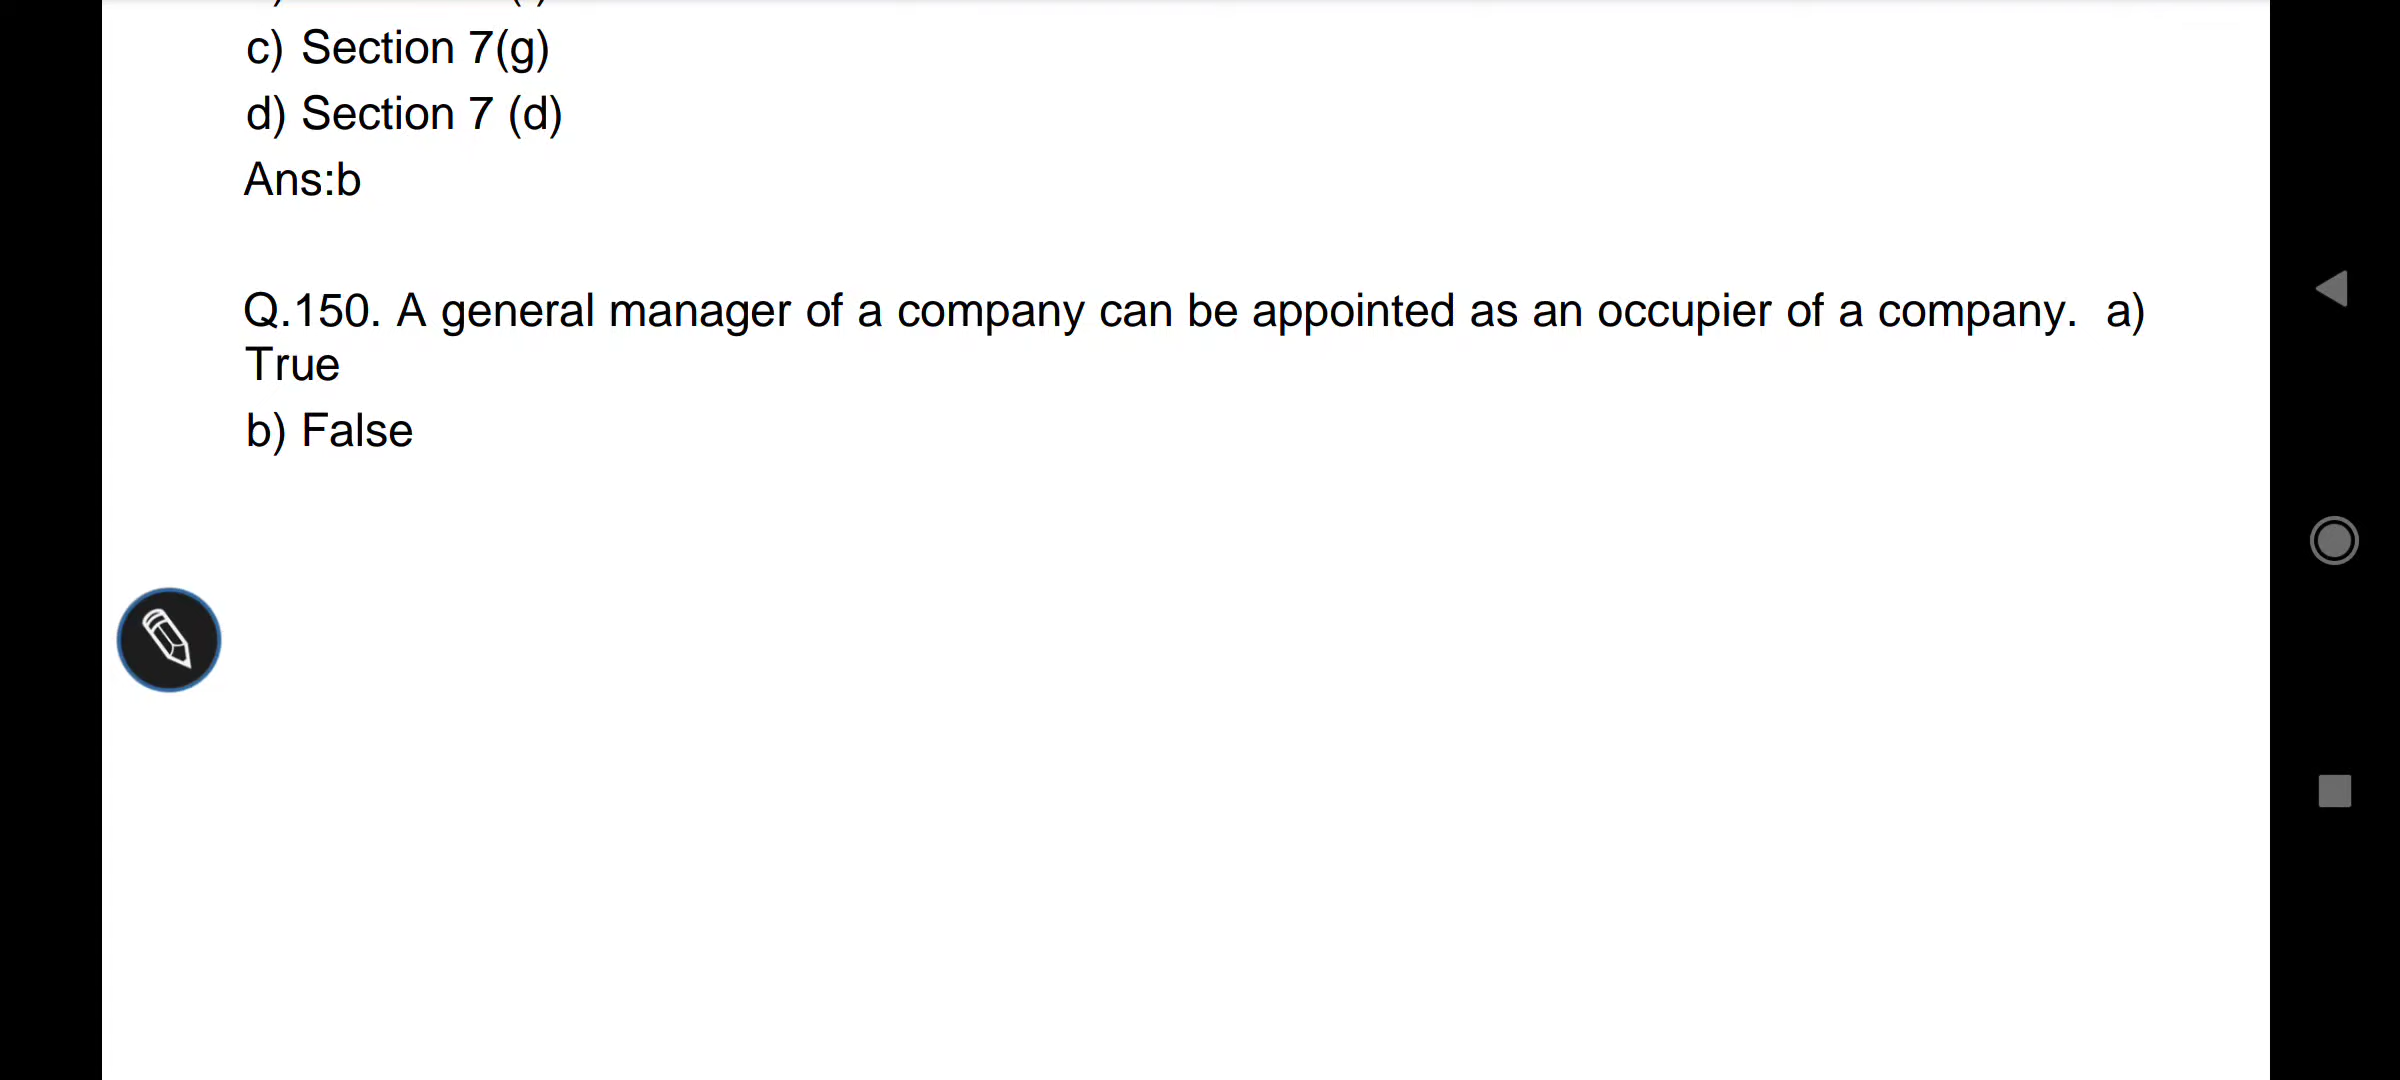 c) Section 7(g)
d) Section 7 (d)
Ans:b
Q.150. A general manager of a company can be appointed as an occupier of a company.  a)
True
b) False